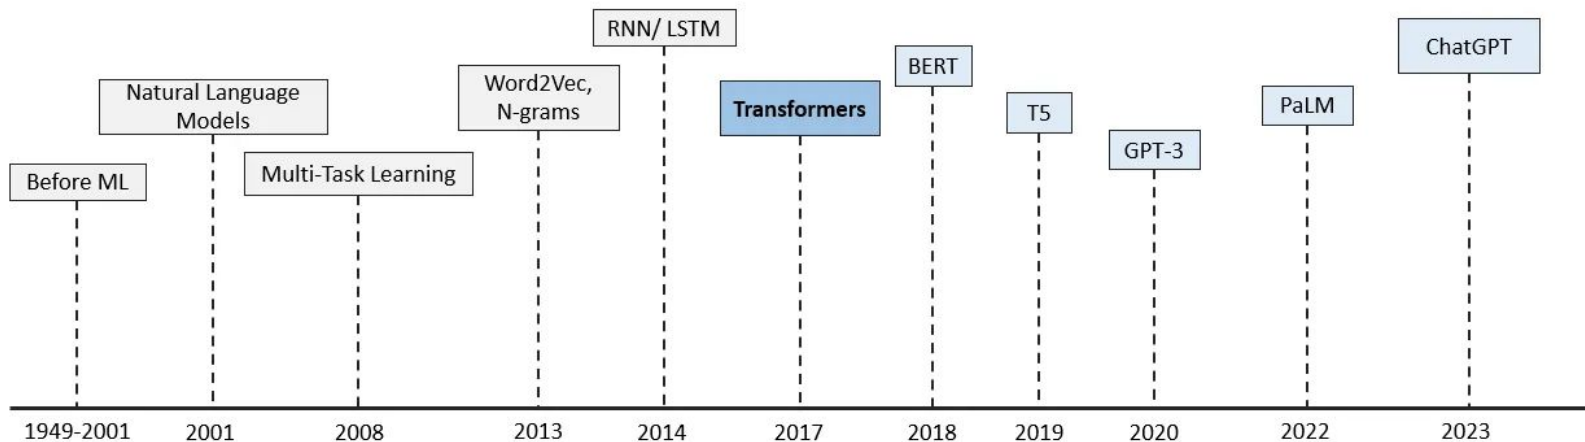 Before ML
Natural Language
Models
Multi-Task Learning
Word2Vec,
N-grams
RNN/ LSTM
Transformers
BERT
T5
GPT-3
PaLM
ChatGPT
1949-2001
2001
2008
2013
2014
2017
2018
2019
2020
2022
2023